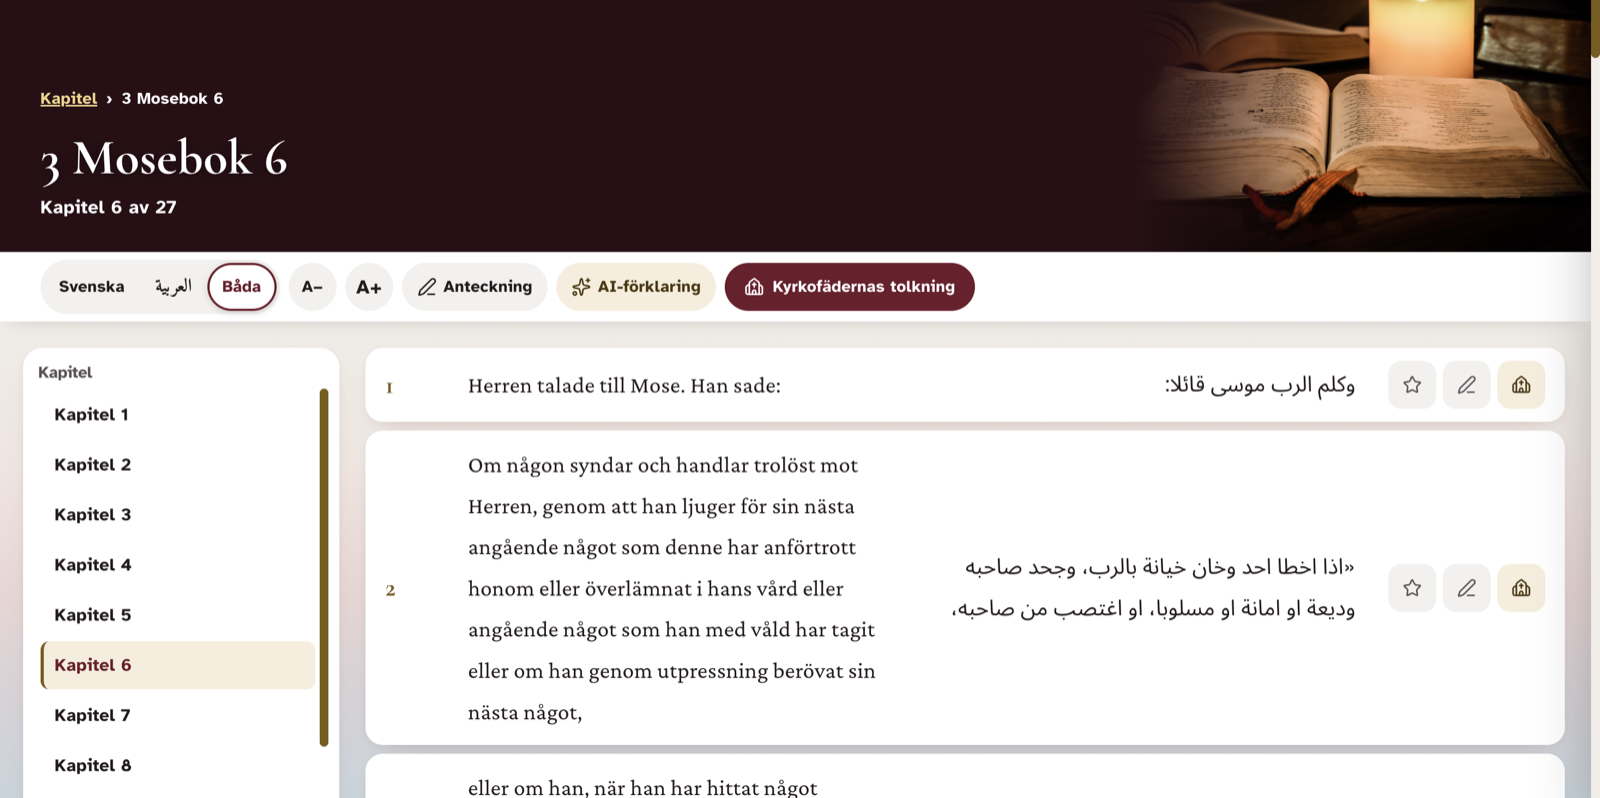 Kapitel › 3 Mosebok 6
3 Mosebok 6
Kapitel 6 av 27
Svenska العربية Båda A− A+ Anteckning AI-förklaring Kyrkofädernas tolkning
Kapitel
Kapitel 1
Kapitel 2
Kapitel 3
Kapitel 4
Kapitel 5
Kapitel 6
Kapitel 7
Kapitel 8
1
Herren talade till Mose. Han sade:
وكلم الرب موسى قائلا:
2
Om någon syndar och handlar trolöst mot
Herren, genom att han ljuger för sin nästa
angående något som denne har anförtrott
honom eller överlämnat i hans vård eller
angående något som han med våld har tagit
eller om han genom utpressning berövat sin
nästa något,
«اذا اخطا احد وخان خيانة بالرب، وجحد صاحبه
وديعة او امانة او مسلوبا، او اغتصب من صاحبه،
eller om han, när han har hittat något